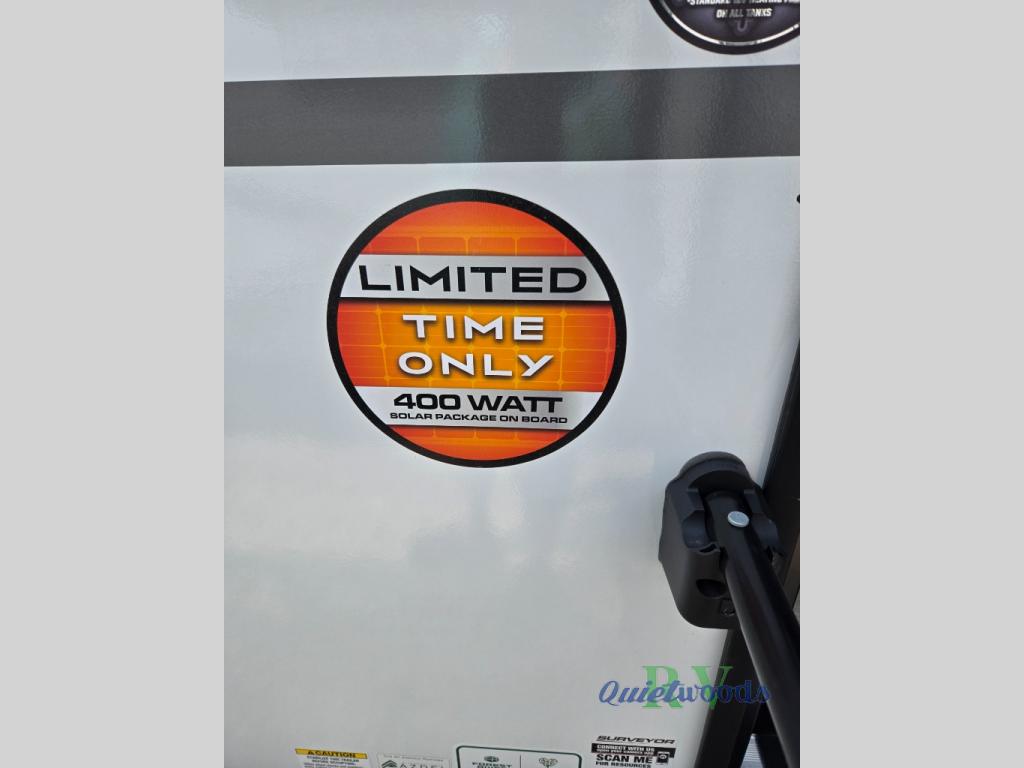 ON ALL TANKS
LIMITED
TIME
ONLY
400 WATT
SOLAR PACKAGE ON BOARD
RV
Quietwoods
SURVEYOR
CONNECT WITH US
SCAN ME
FOR RESOURCES
CAUTION
FOREST